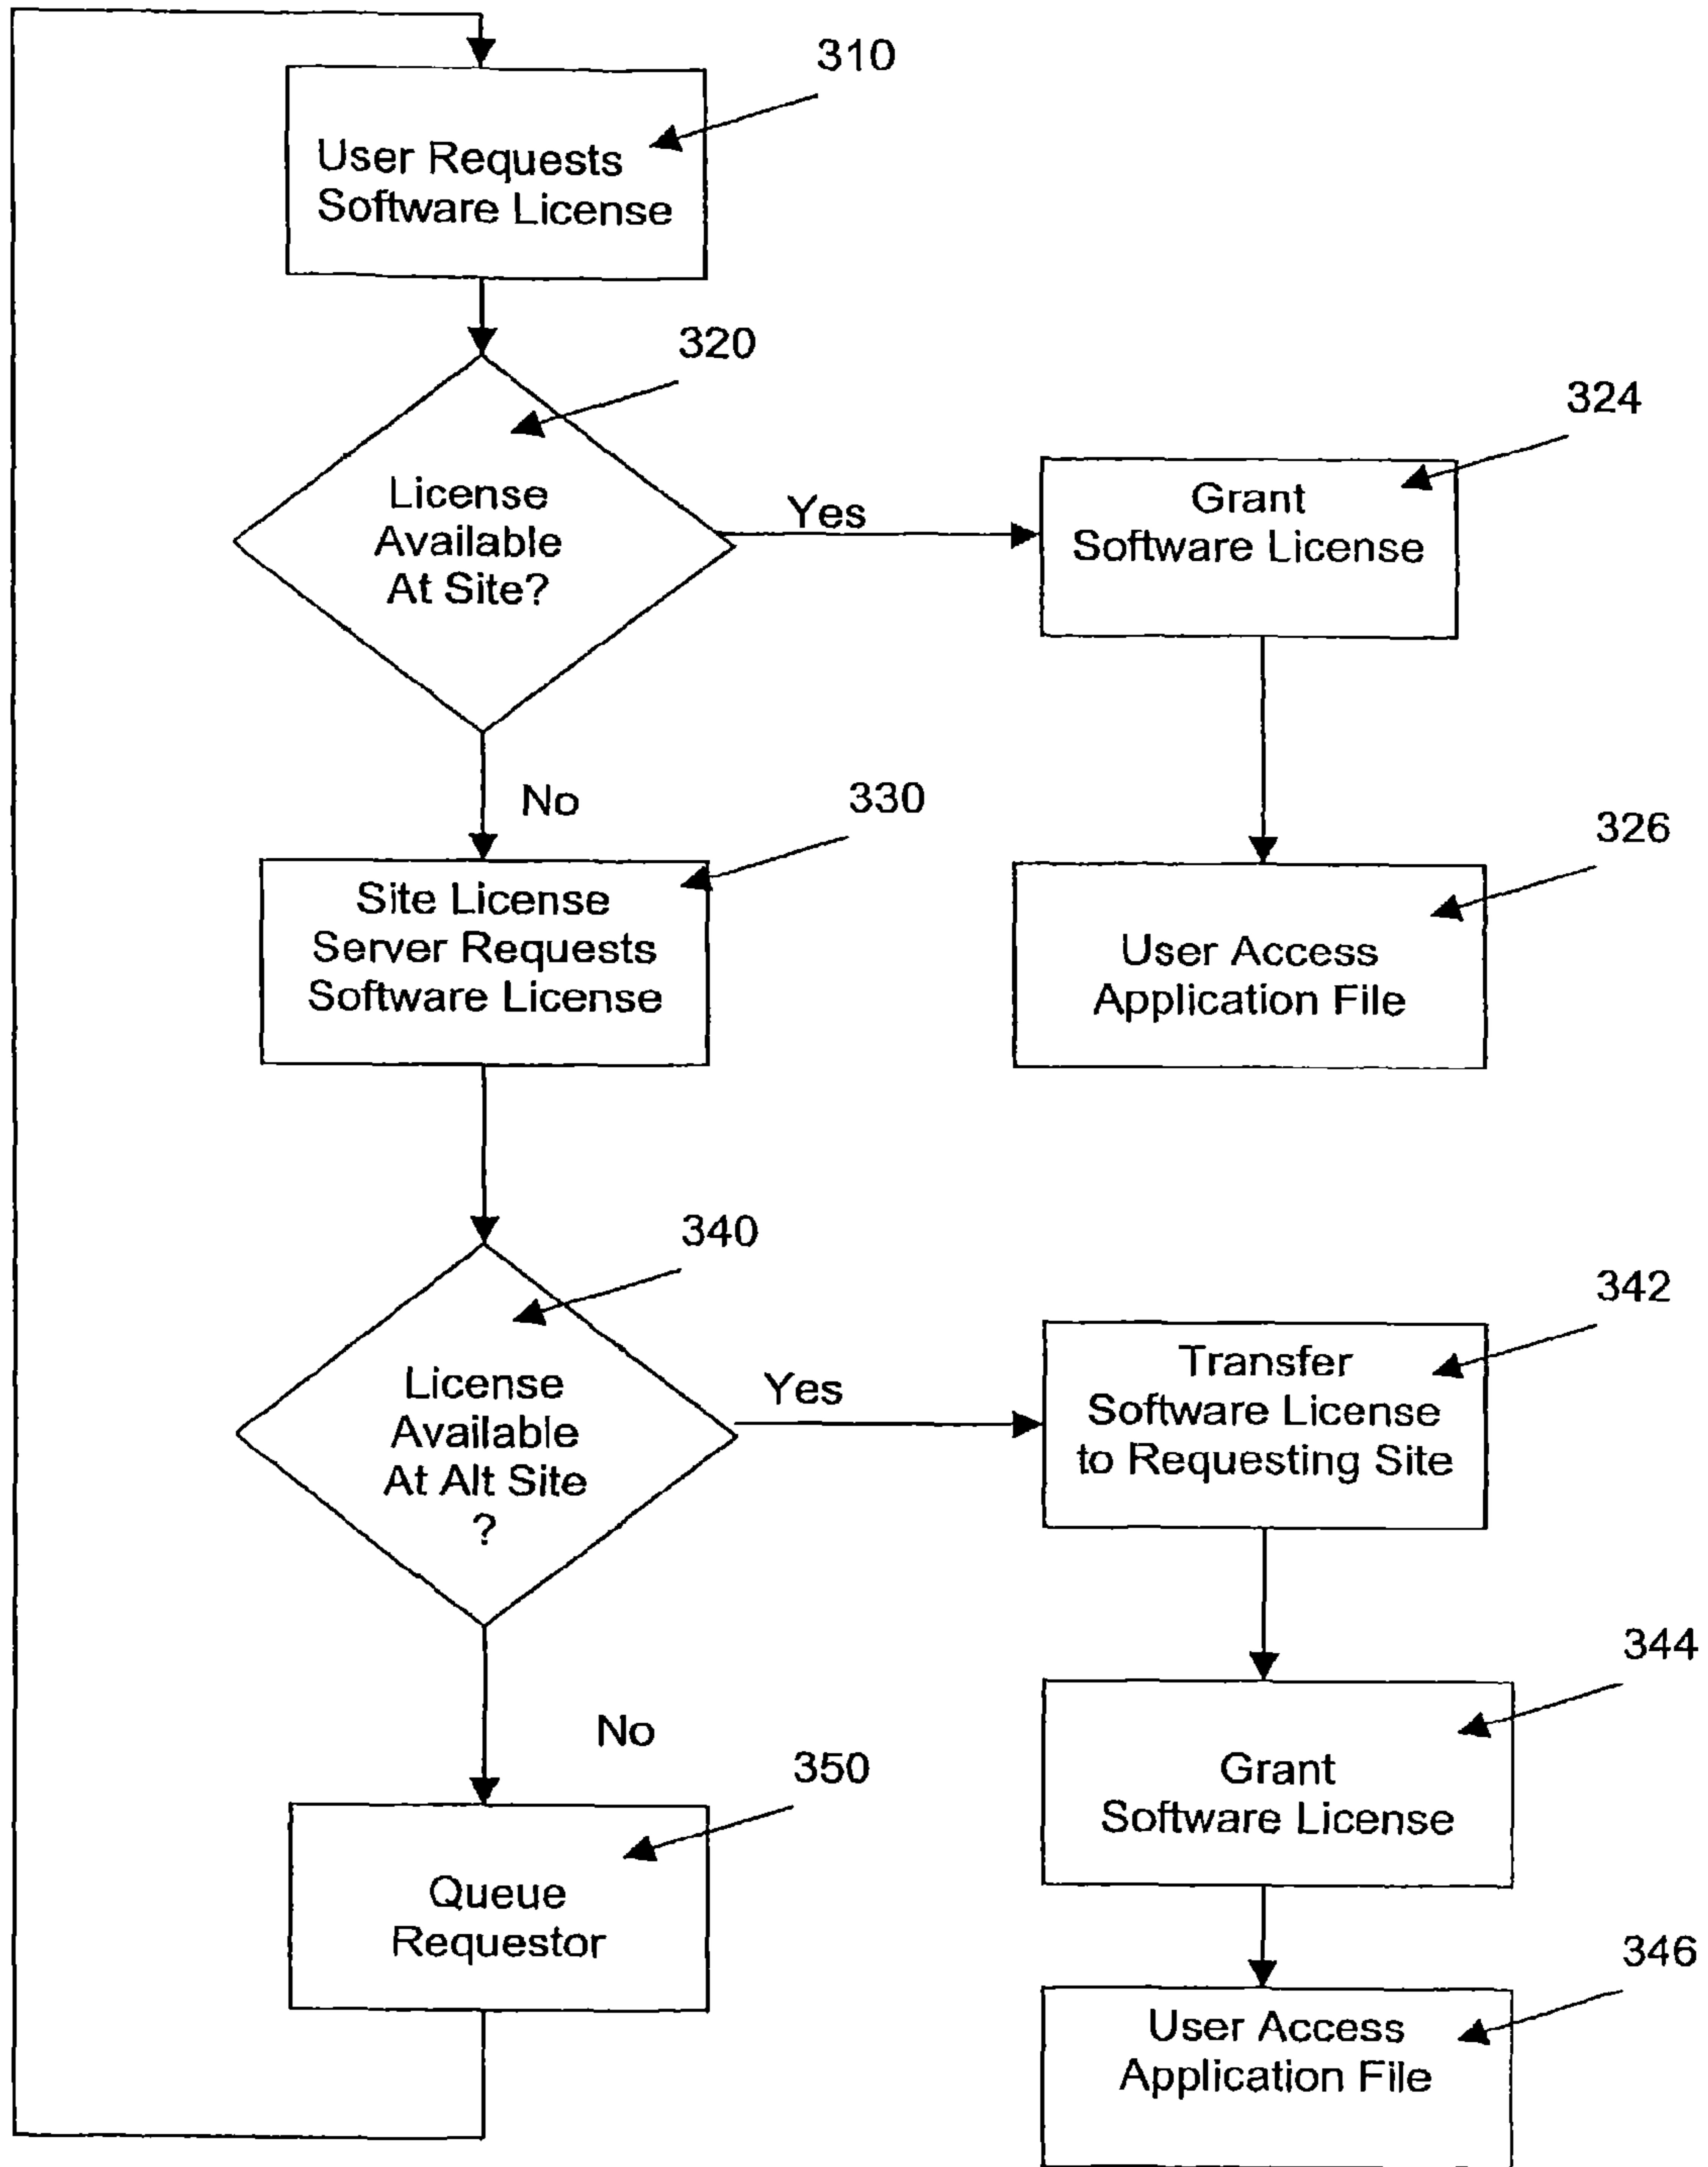 310
User Requests
Software License
320
License
Available
At Site?
Yes
324
Grant
Software License
No
330
Site License
Server Requests
Software License
326
User Access
Application File
340
License
Available
At Alt Site
?
Yes
342
Transfer
Software License
to Requesting Site
No
344
Grant
Software License
350
Queue
Requestor
346
User Access
Application File